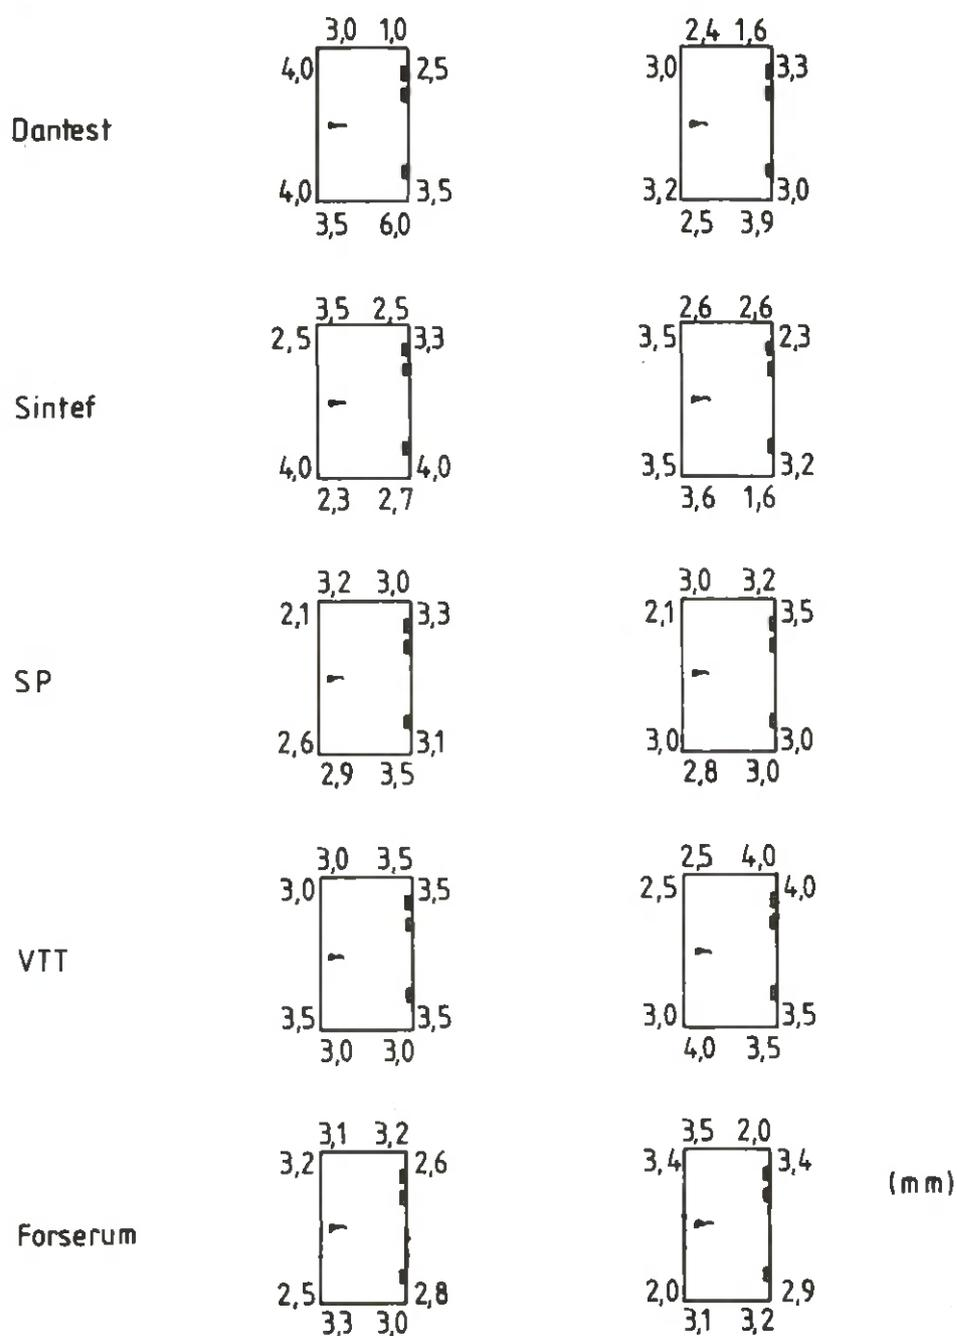 3,0 1,0 2,4 1,6
4,0 2,5 3,0 3,3
Dantest
4,0 3,5 3,2 3,0
3,5 6,0 2,5 3,9
3,5 2,5 2,6 2,6
2,5 3,3 3,5 2,3
Sintef
4,0 4,0 3,5 3,2
2,3 2,7 3,6 1,6
3,2 3,0 3,0 3,2
2,1 3,3 2,1 3,5
SP
2,6 3,1 3,0 3,0
2,9 3,5 2,8 3,0
3,0 3,5 2,5 4,0
3,0 3,5 2,5 4,0
VTT
3,5 3,5 3,0 3,5
3,0 3,0 4,0 3,5
3,1 3,2 3,5 2,0
3,2 2,6 3,4 3,4
(mm)
Forserum
2,5 2,8 2,0 2,9
3,3 3,0 3,1 3,2